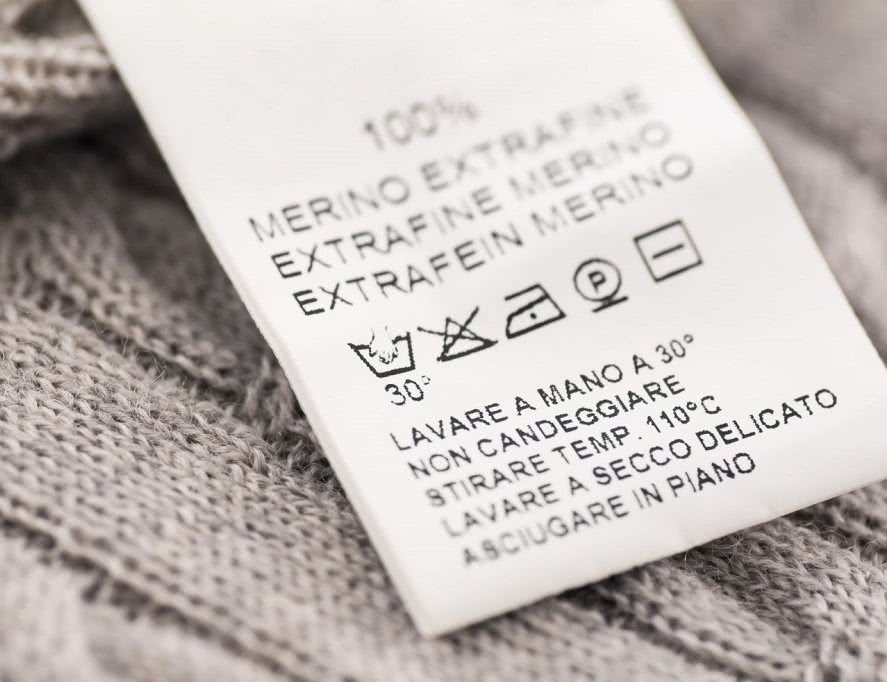 100%
MERINO EXTRAFINE
EXTRAFINE MERINO
EXTRAFEIN MERINO
P
30°
LAVARE A MANO A 30°
NON CANDEGGIARE
STIRARE TEMP. 110°C
LAVARE A SECCO DELICATO
ASCIUGARE IN PIANO